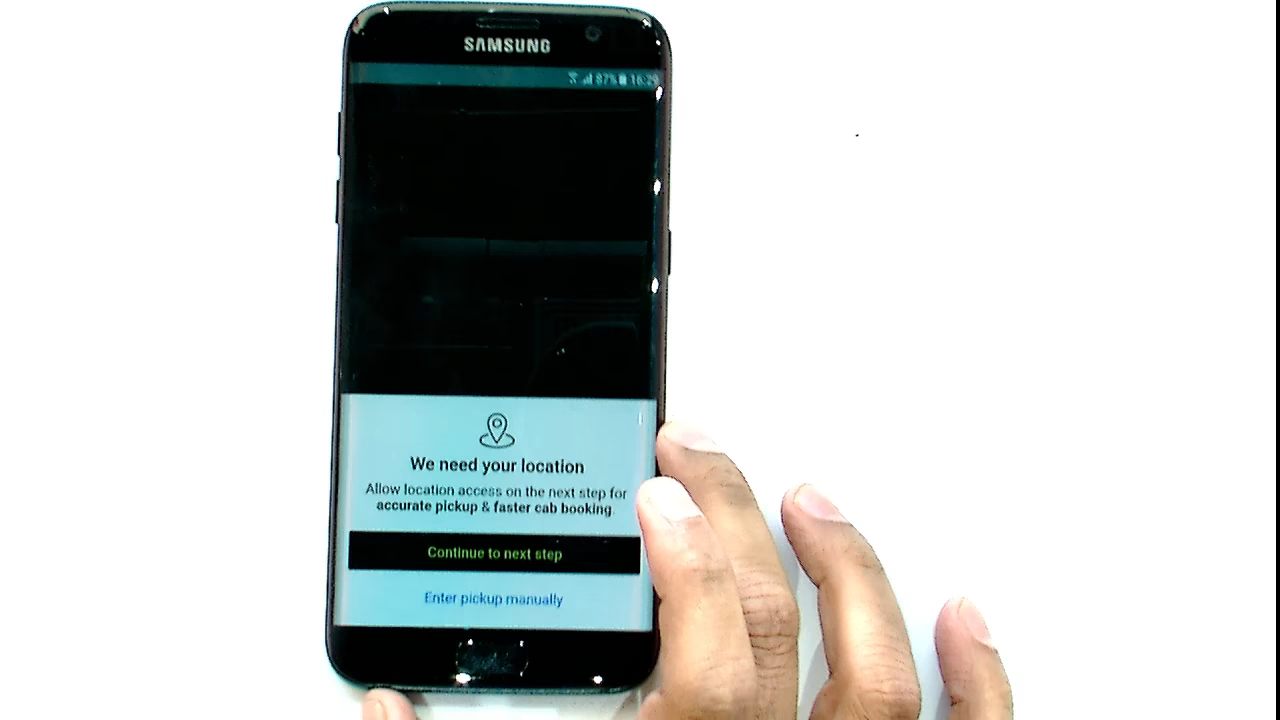 SAMSUNG
87% 16:29
We need your location
Allow location access on the next step for
accurate pickup & faster cab booking.
Continue to next step
Enter pickup manually